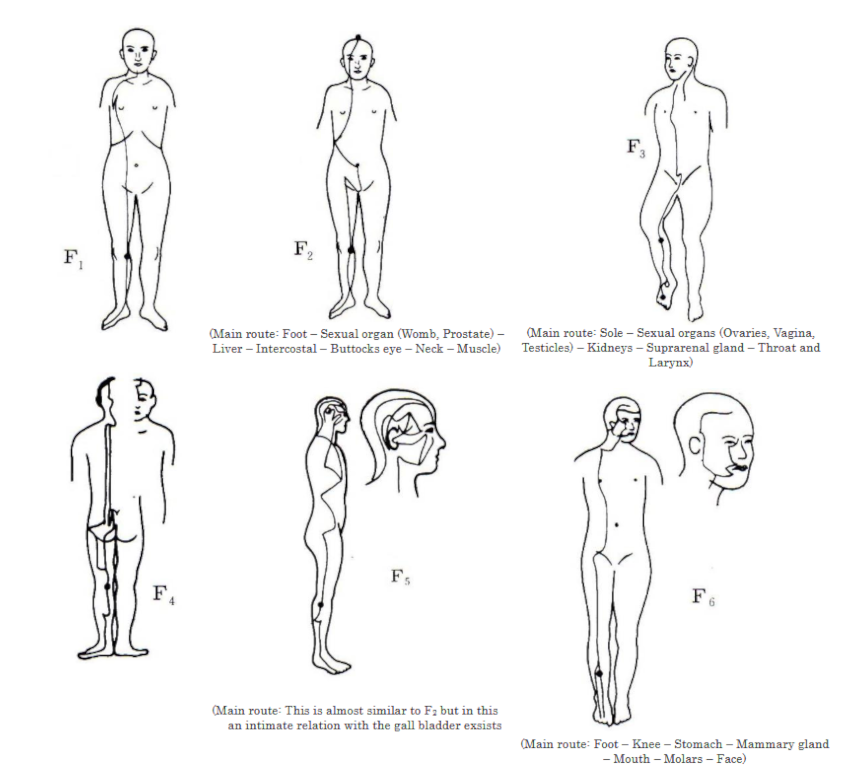 F1
F2
(Main route: Foot – Sexual organ (Womb, Prostate) –
Liver – Intercostal – Buttocks eye – Neck – Muscle)
F3
(Main route: Sole – Sexual organs (Ovaries, Vagina,
Testicles) – Kidneys – Suprarenal gland – Throat and
Larynx)
F4
F5
(Main route: This is almost similar to F2 but in this
an intimate relation with the gall bladder exsists
F6
(Main route: Foot – Knee – Stomach – Mammary gland
– Mouth – Molars – Face)